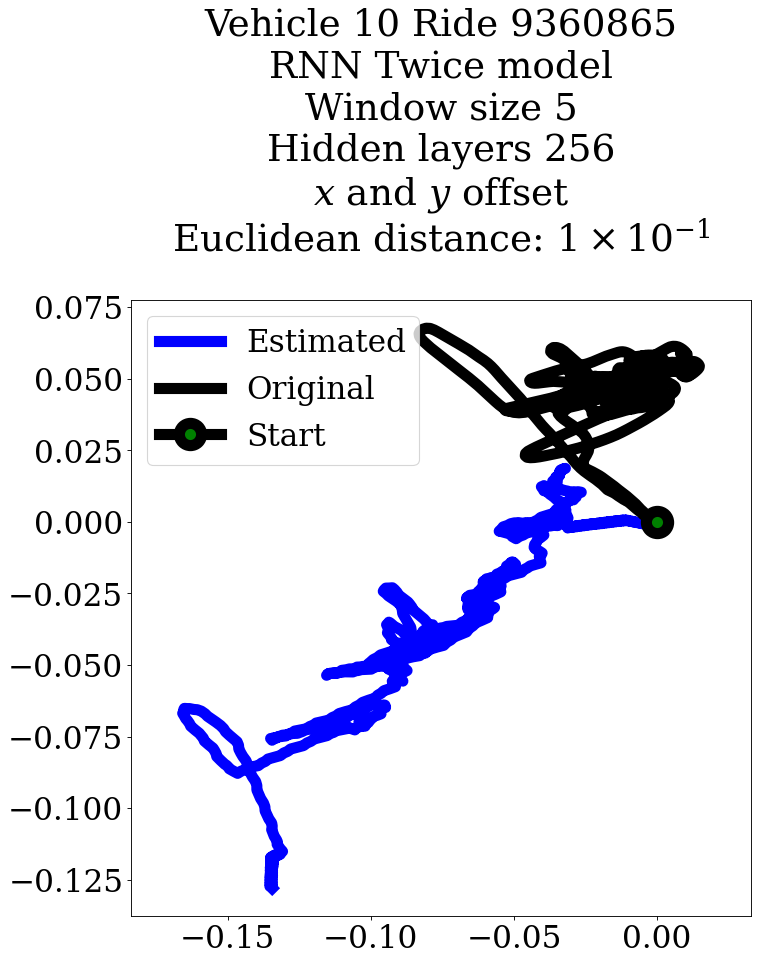 Vehicle 10 Ride 9360865
RNN Twice model
Window size 5
Hidden layers 256
x and y offset
Euclidean distance: 1 × 10⁻¹
0.075
0.050
0.025
0.000
−0.025
−0.050
−0.075
−0.100
−0.125
Estimated
Original
Start
−0.15 −0.10 −0.05 0.00